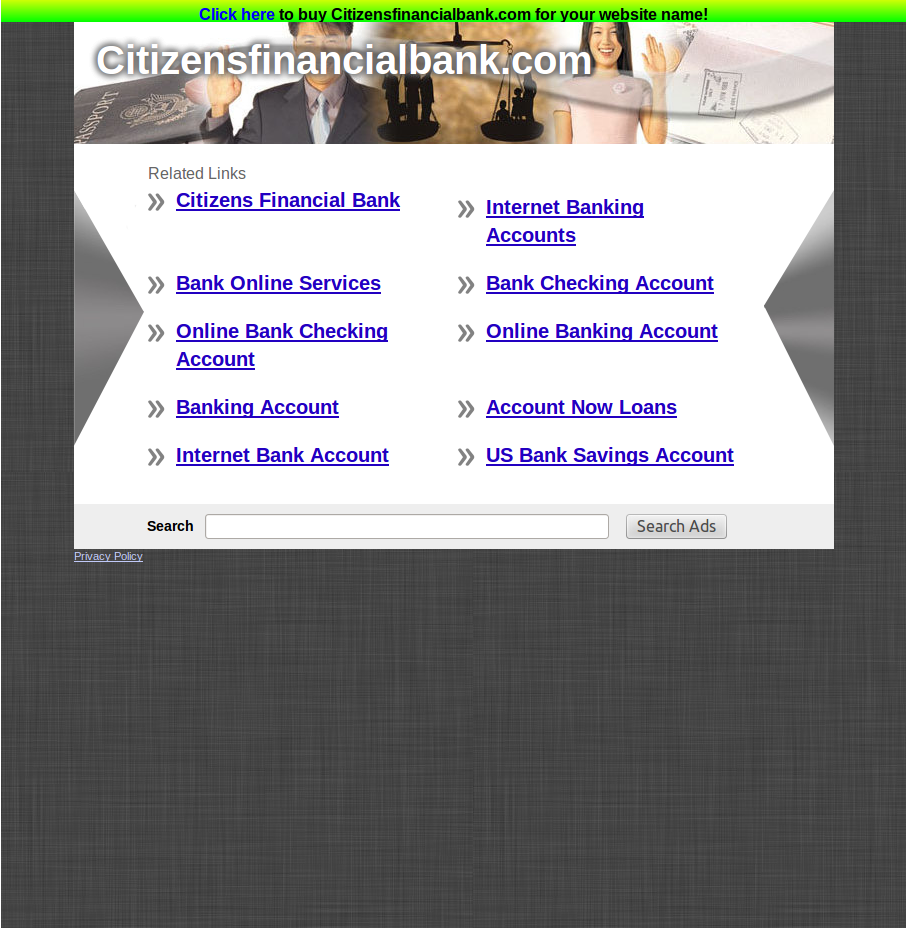 Click here to buy Citizensfinancialbank.com for your website name!
Citizensfinancialbank.com
PASSPORT
Related Links
Citizens Financial Bank
Internet Banking
Accounts
Bank Online Services
Bank Checking Account
Online Bank Checking
Account
Online Banking Account
Banking Account
Account Now Loans
Internet Bank Account
US Bank Savings Account
Search
Search Ads
Privacy Policy